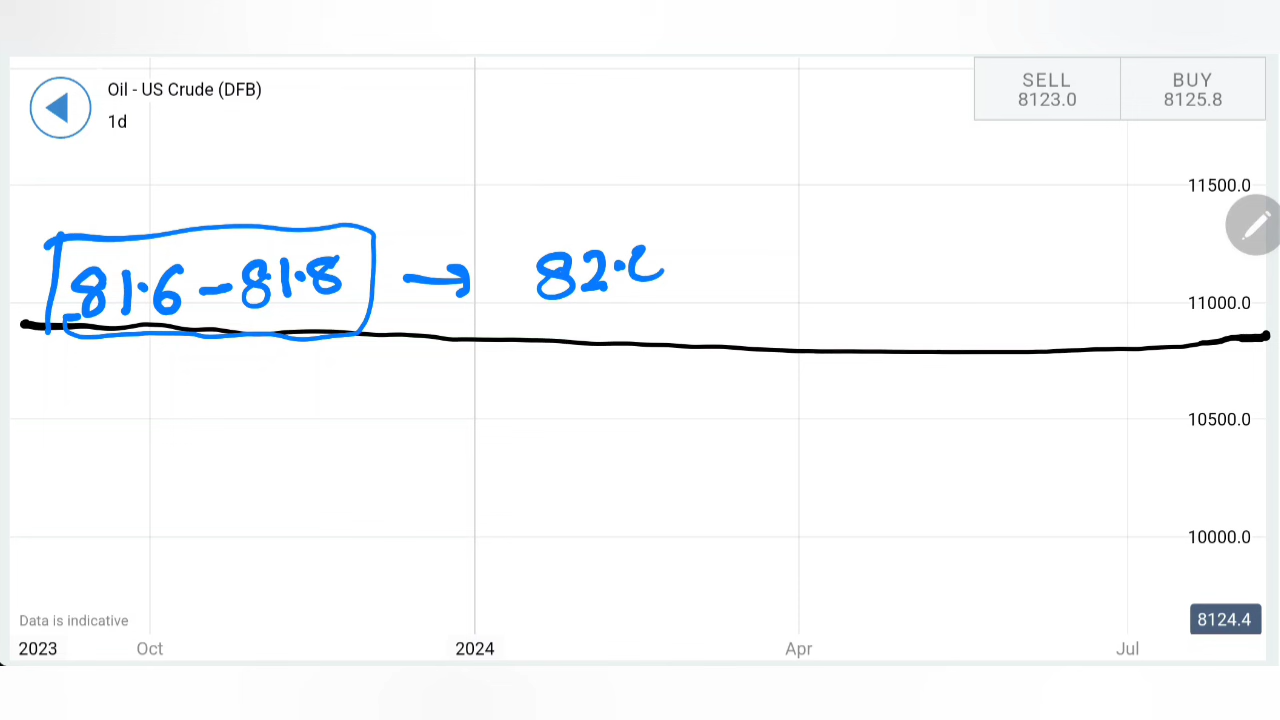 Oil - US Crude (DFB)
1d
SELL BUY
8123.0 8125.8
11500.0
81.6 - 81.8 → 82.
11000.0
10500.0
10000.0
Data is indicative
8124.4
2023 Oct 2024 Apr Jul